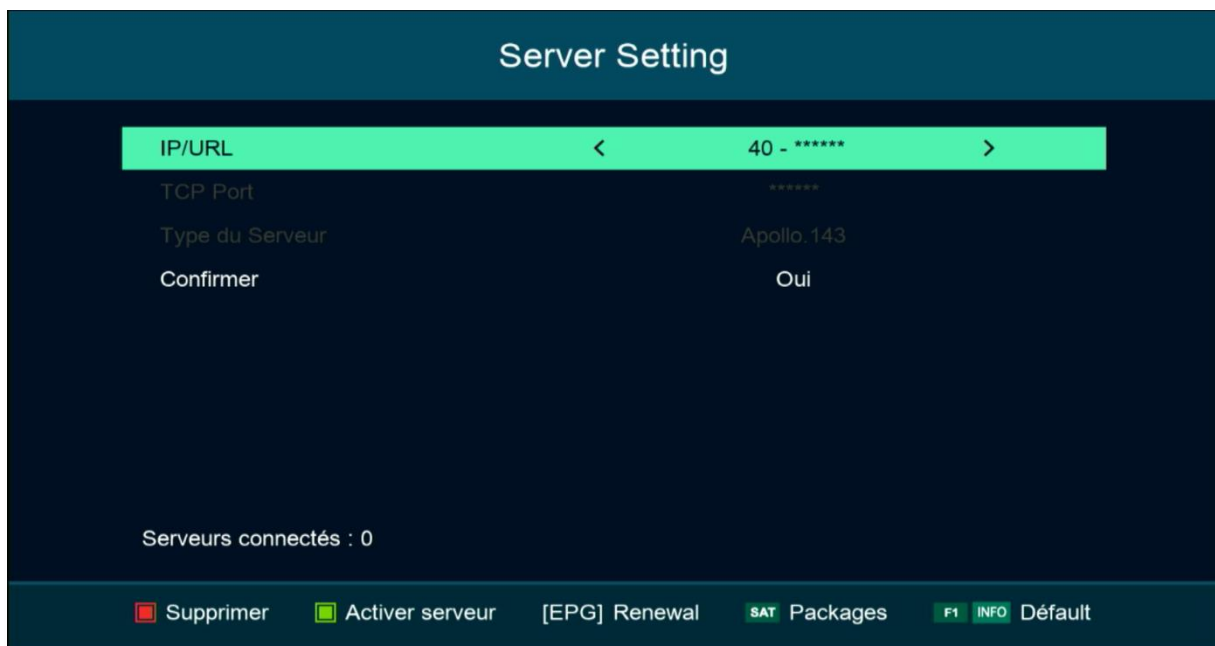 Server Setting
IP/URL < 40 - ****** >
TCP Port ******
Type du Serveur Apollo.143
Confirmer Oui
Serveurs connectés : 0
Supprimer Activer serveur [EPG] Renewal SAT Packages F1 INFO Défault